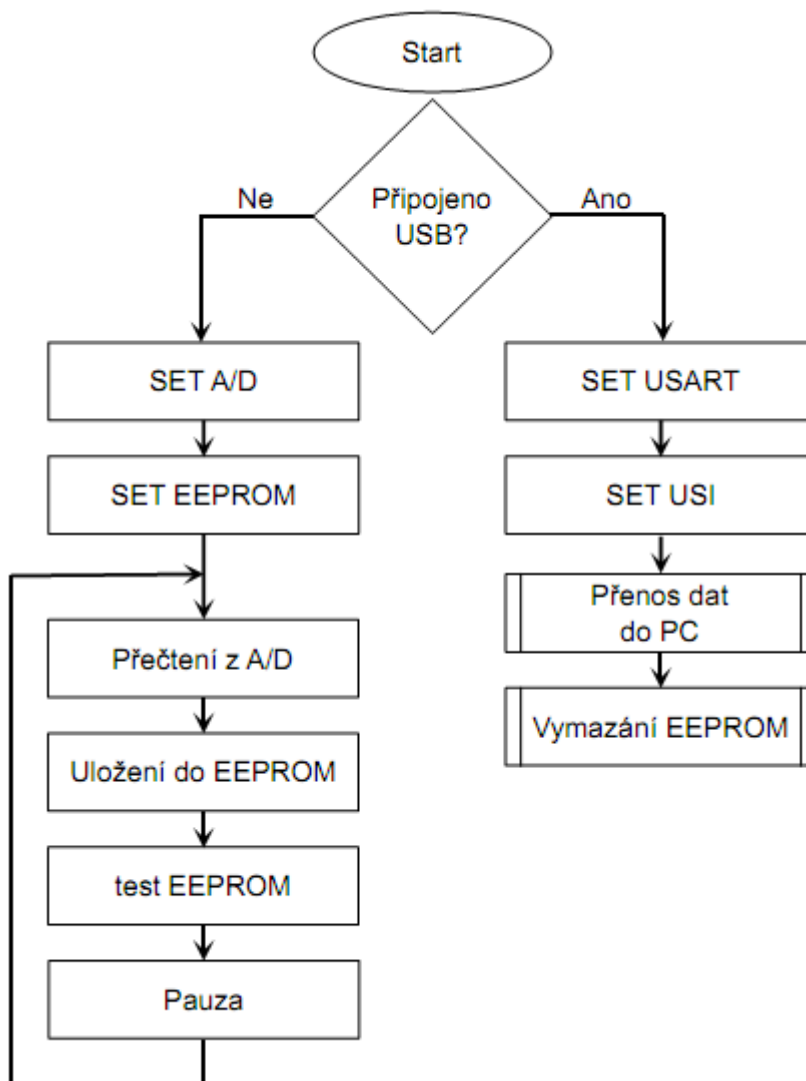 Start
Připojeno
USB?
Ne
Ano
SET A/D
SET EEPROM
Přečtení z A/D
Uložení do EEPROM
test EEPROM
Pauza
SET USART
SET USI
Přenos dat
do PC
Vymazání EEPROM